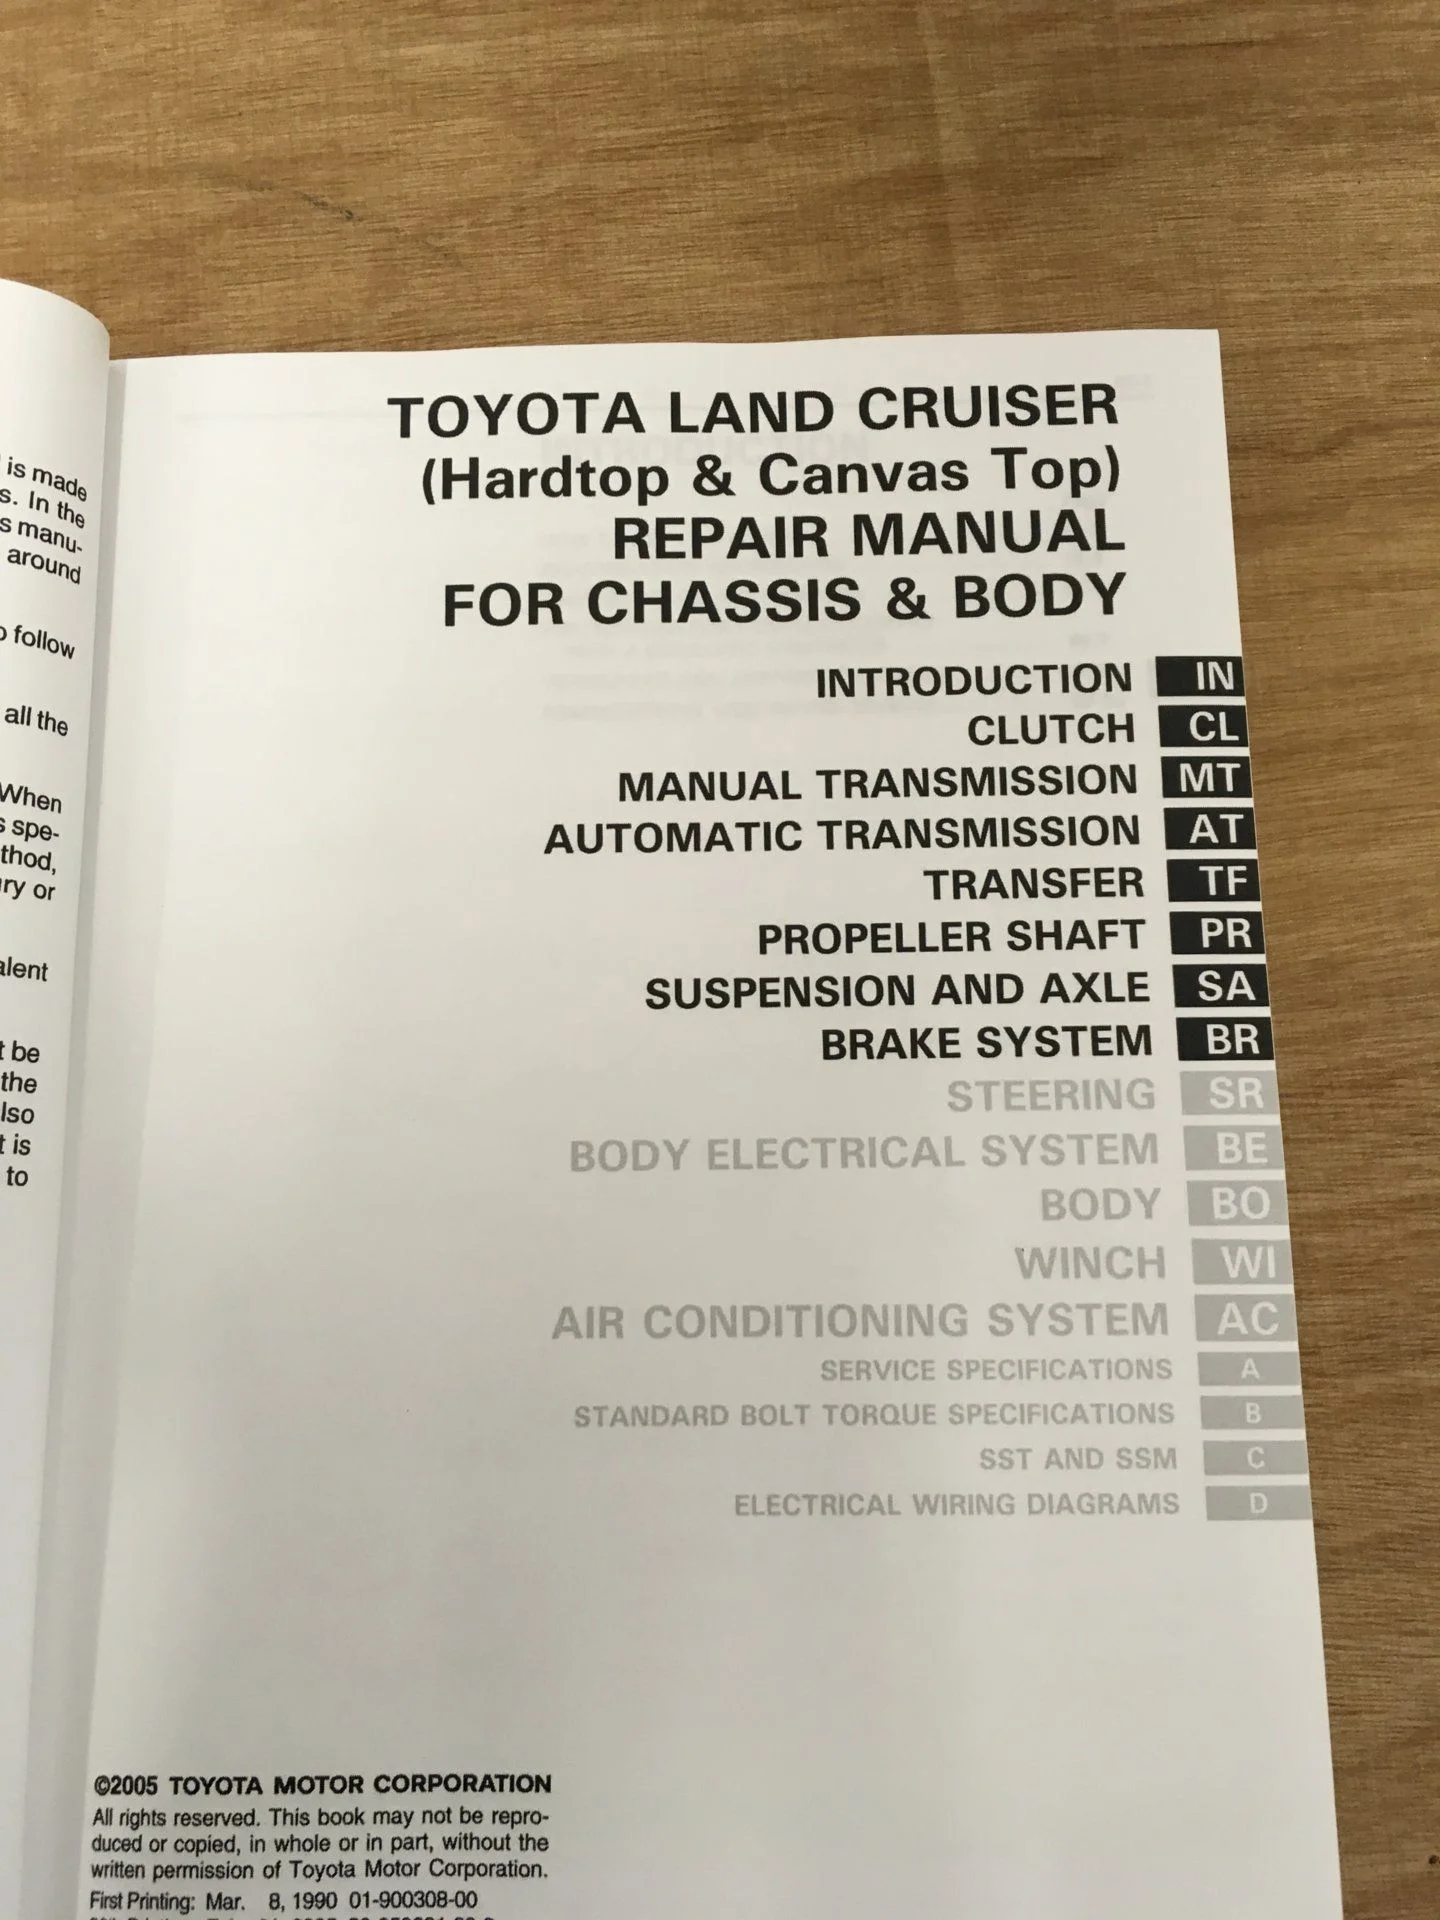 is made
s. In the
s manu-
around
follow
all the
When
spe-
thod,
ry or
alent
t be
the
lso
t is
to
TOYOTA LAND CRUISER
(Hardtop & Canvas Top)
REPAIR MANUAL
FOR CHASSIS & BODY
INTRODUCTION IN
CLUTCH CL
MANUAL TRANSMISSION MT
AUTOMATIC TRANSMISSION AT
TRANSFER TF
PROPELLER SHAFT PR
SUSPENSION AND AXLE SA
BRAKE SYSTEM BR
STEERING SR
BODY ELECTRICAL SYSTEM BE
BODY BO
WINCH WI
AIR CONDITIONING SYSTEM AC
SERVICE SPECIFICATIONS A
STANDARD BOLT TORQUE SPECIFICATIONS B
SST AND SSM C
ELECTRICAL WIRING DIAGRAMS D
©2005 TOYOTA MOTOR CORPORATION
All rights reserved. This book may not be repro-
duced or copied, in whole or in part, without the
written permission of Toyota Motor Corporation.
First Printing: Mar. 8, 1990 01-900308-00